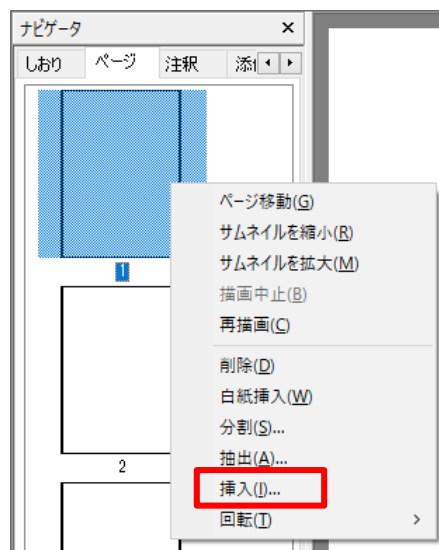 ナビゲータ ×
しおり ページ 注釈
ページ移動(G)
サムネイルを縮小(R)
サムネイルを拡大(M)
描画中止(B)
再描画(C)
削除(D)
白紙挿入(W)
分割(S)...
抽出(A)...
挿入(I)...
回転(T)
1
2